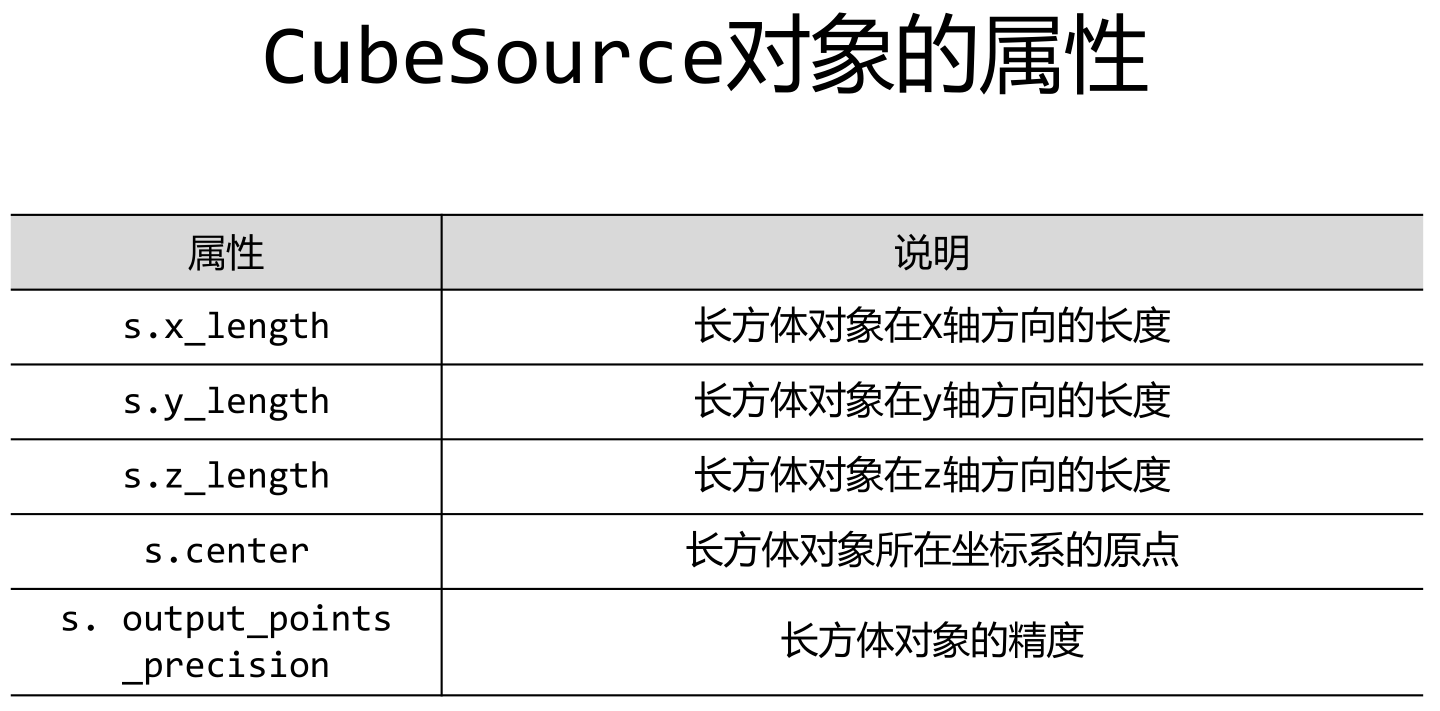 CubeSource对象的属性
属性 说明
s.x_length 长方体对象在X轴方向的长度
s.y_length 长方体对象在y轴方向的长度
s.z_length 长方体对象在z轴方向的长度
s.center 长方体对象所在坐标系的原点
s. output_points
_precision 长方体对象的精度